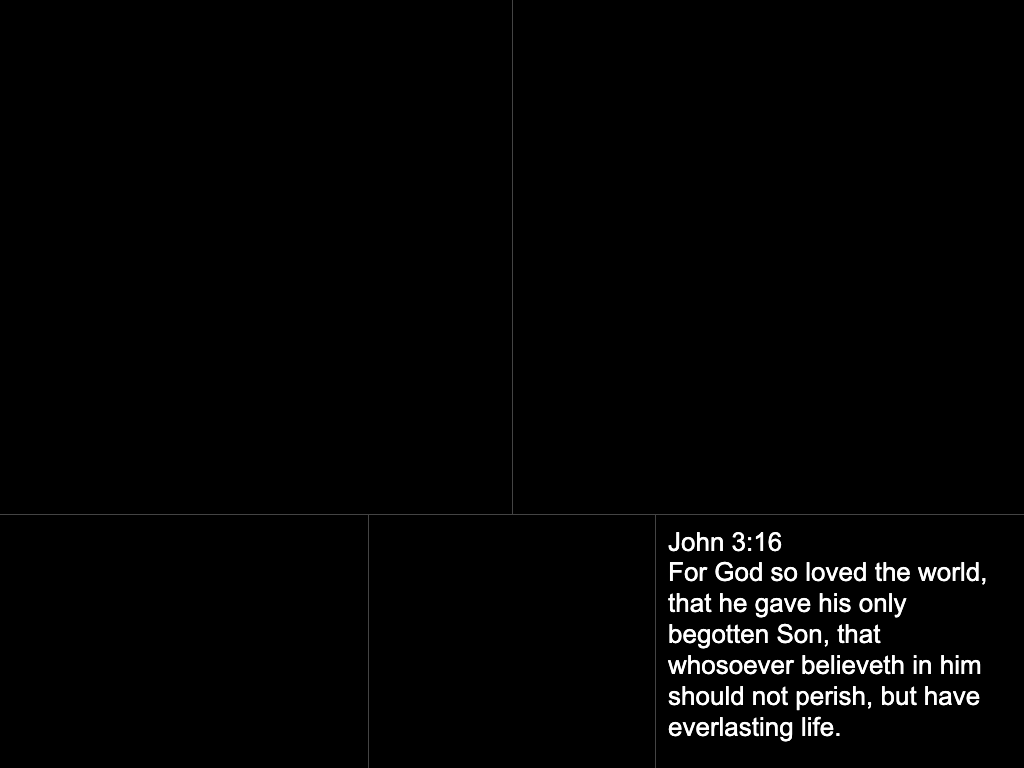 John 3:16
For God so loved the world,
that he gave his only
begotten Son, that
whosoever believeth in him
should not perish, but have
everlasting life.